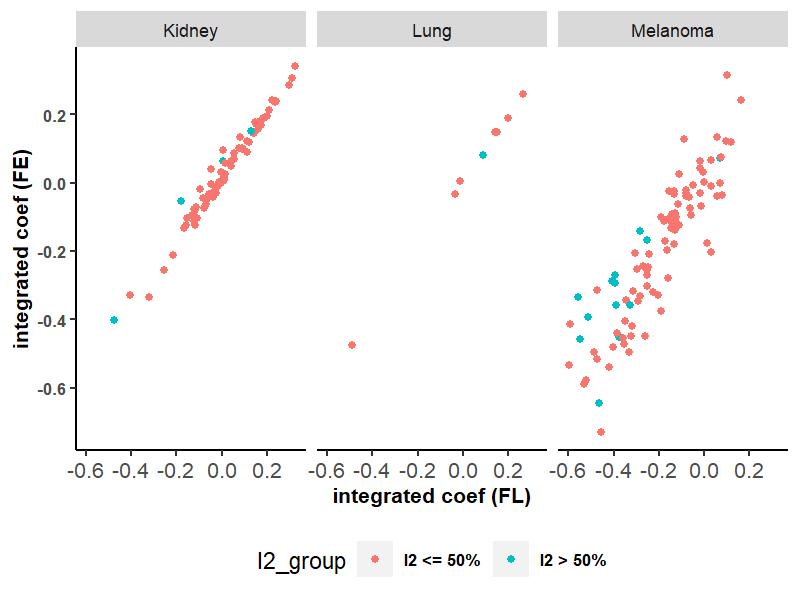 Kidney Lung Melanoma
integrated coef (FE)
0.2
0.0
-0.2
-0.4
-0.6
-0.6 -0.4 -0.2 0.0 0.2 -0.6 -0.4 -0.2 0.0 0.2 -0.6 -0.4 -0.2 0.0 0.2
integrated coef (FL)
I2_group I2 <= 50% I2 > 50%